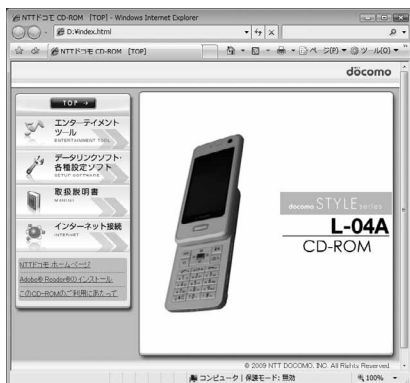 NTTドコモ CD-ROM [TOP] - Windows Internet Explorer
D:¥index.html
NTTドコモ CD-ROM [TOP]
ページ(P)
ツール(O)
döcomo
TOP
エンターテイメント
ツール
ENTERTAINMENT TOOL
データリンクソフト・
各種設定ソフト
SETUP SOFTWARE
取扱説明書
MANUAL
インターネット接続
INTERNET
NTTドコモ ホームページ
Adobe® Reader®のインストール
このCD-ROMのご利用にあたって
docomo STYLE series
L-04A
CD-ROM
© 2009 NTT DOCOMO, INC. All Rights Reserved.
コンピュータ | 保護モード: 無効
100%